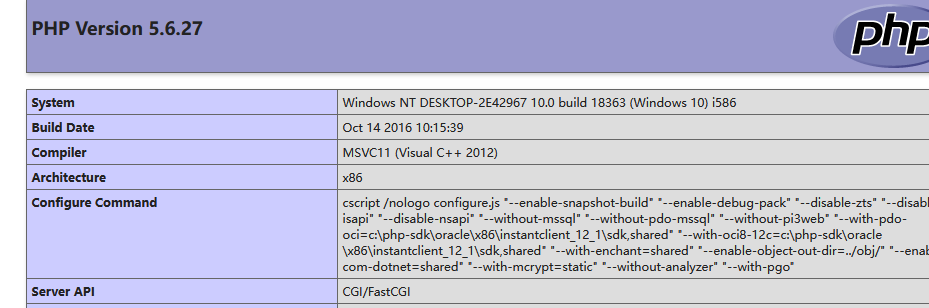 PHP Version 5.6.27
php
System Windows NT DESKTOP-2E42967 10.0 build 18363 (Windows 10) i586
Build Date Oct 14 2016 10:15:39
Compiler MSVC11 (Visual C++ 2012)
Architecture x86
Configure Command cscript /nologo configure.js "--enable-snapshot-build" "--enable-debug-pack" "--disable-zts"
isapi" "--disable-nsapi" "--without-mssql" "--without-pdo-mssql" "--without-pi3web" "--with-pdo-
oci=c:\php-sdk\oracle\x86\instantclient_12_1\sdk,shared" "--with-oci8-12c=c:\php-sdk\oracle
\x86\instantclient_12_1\sdk,shared" "--with-enchant=shared" "--enable-object-out-dir=../obj/"
com-dotnet=shared" "--with-mcrypt=static" "--without-analyzer" "--with-pgo"
Server API CGI/FastCGI